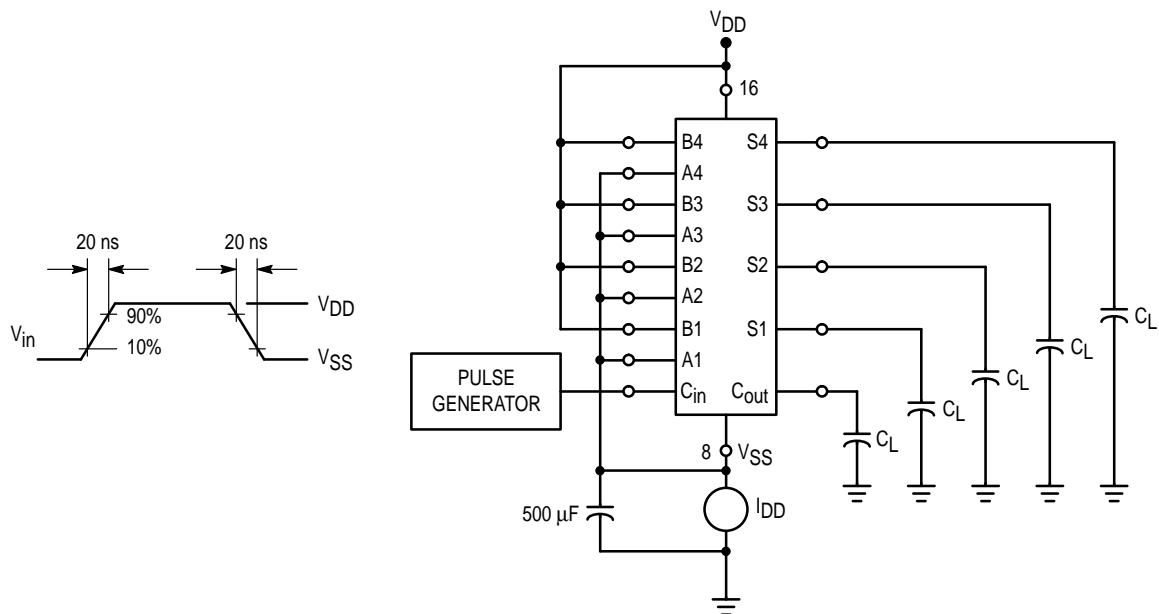 V_DD
16
B4 S4
A4
B3 S3
A3
B2 S2
A2
B1 S1
A1
C_in C_out
PULSE
GENERATOR
8 V_SS
500 μF
I_DD
C_L
C_L
C_L
C_L
C_L
20 ns 20 ns
V_in
90%
10%
V_DD
V_SS